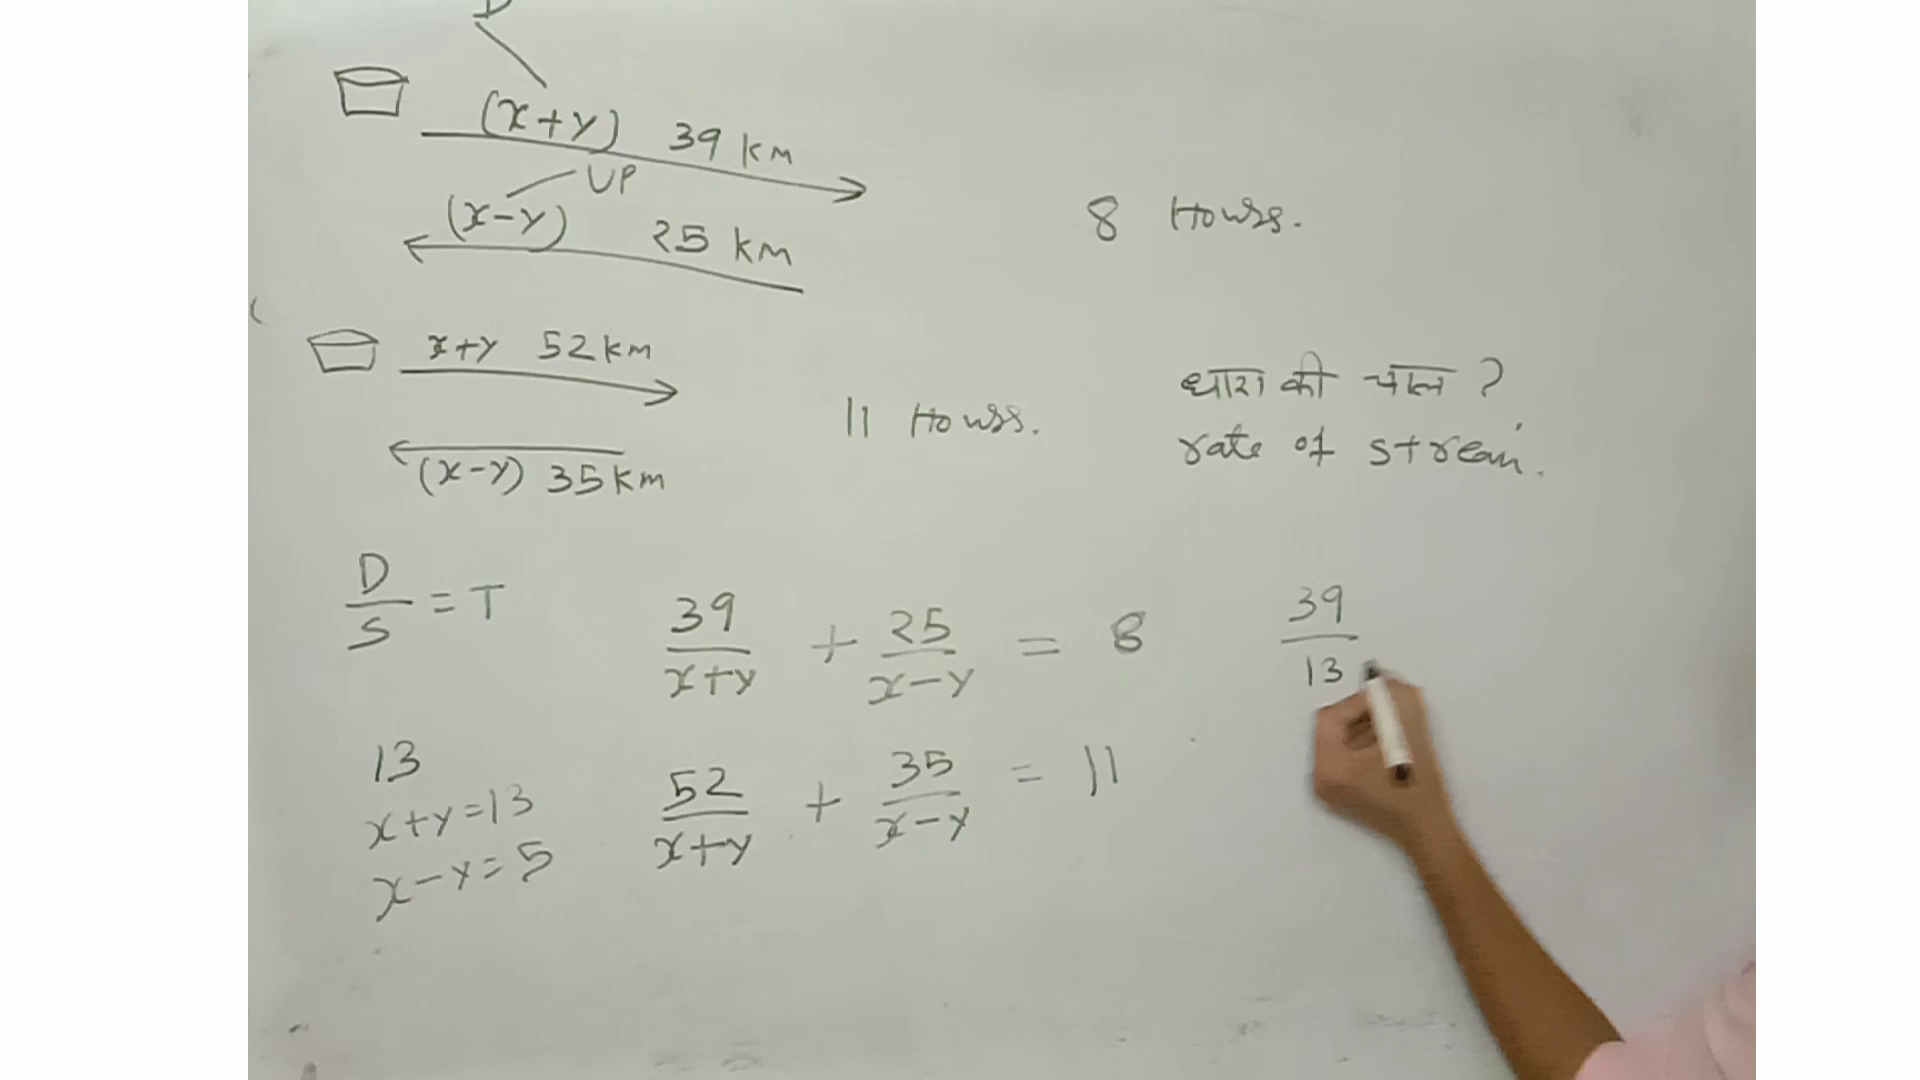 D
(x+y) 39 km
UP
(x-y) 25 km
8 Hours.
x+y 52 km
(x-y) 35 km
11 Hours.
धारा की चाल ?
rate of stream.
D/S = T
39/x+y + 25/x-y = 8
39/13
13
x+y=13
x-y=5
52/x+y + 35/x-y = 11